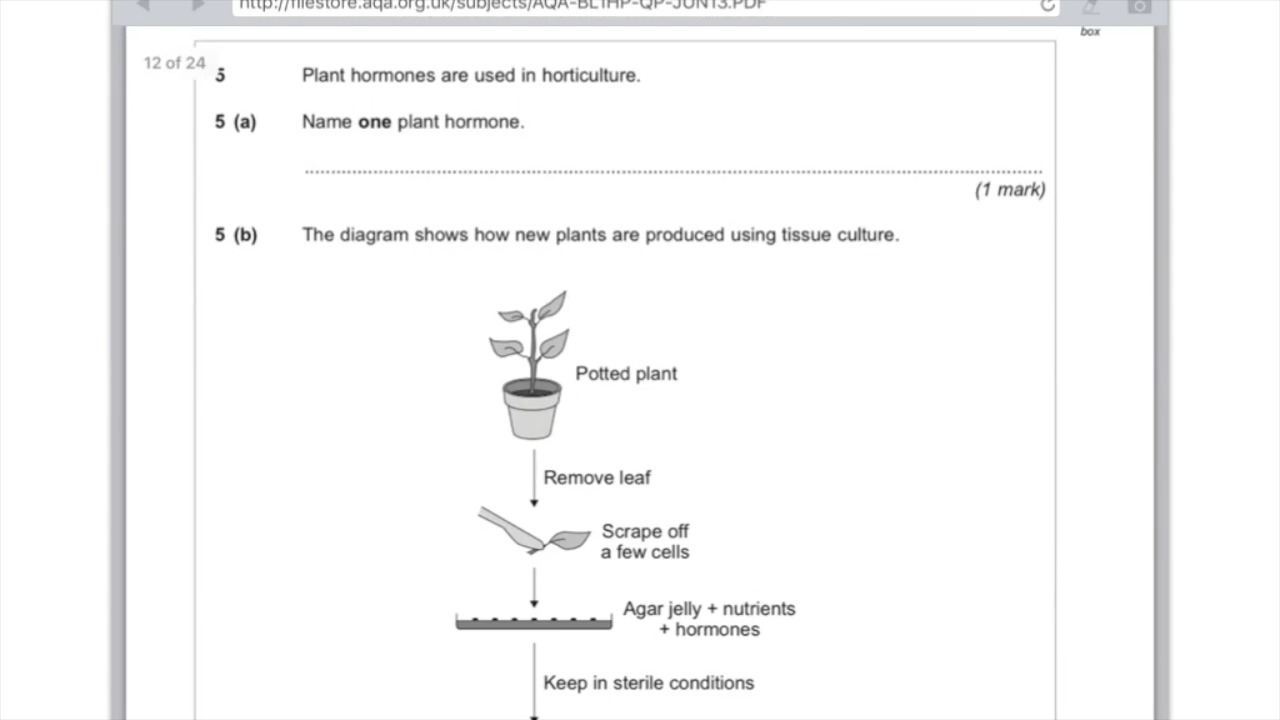 http://filestore.aqa.org.uk/subjects/AQA-BL1HP-QP-JUN13.PDF
box
12 of 24
5 Plant hormones are used in horticulture.
5 (a) Name one plant hormone.
(1 mark)
5 (b) The diagram shows how new plants are produced using tissue culture.
Potted plant
Remove leaf
Scrape off
a few cells
Agar jelly + nutrients
+ hormones
Keep in sterile conditions